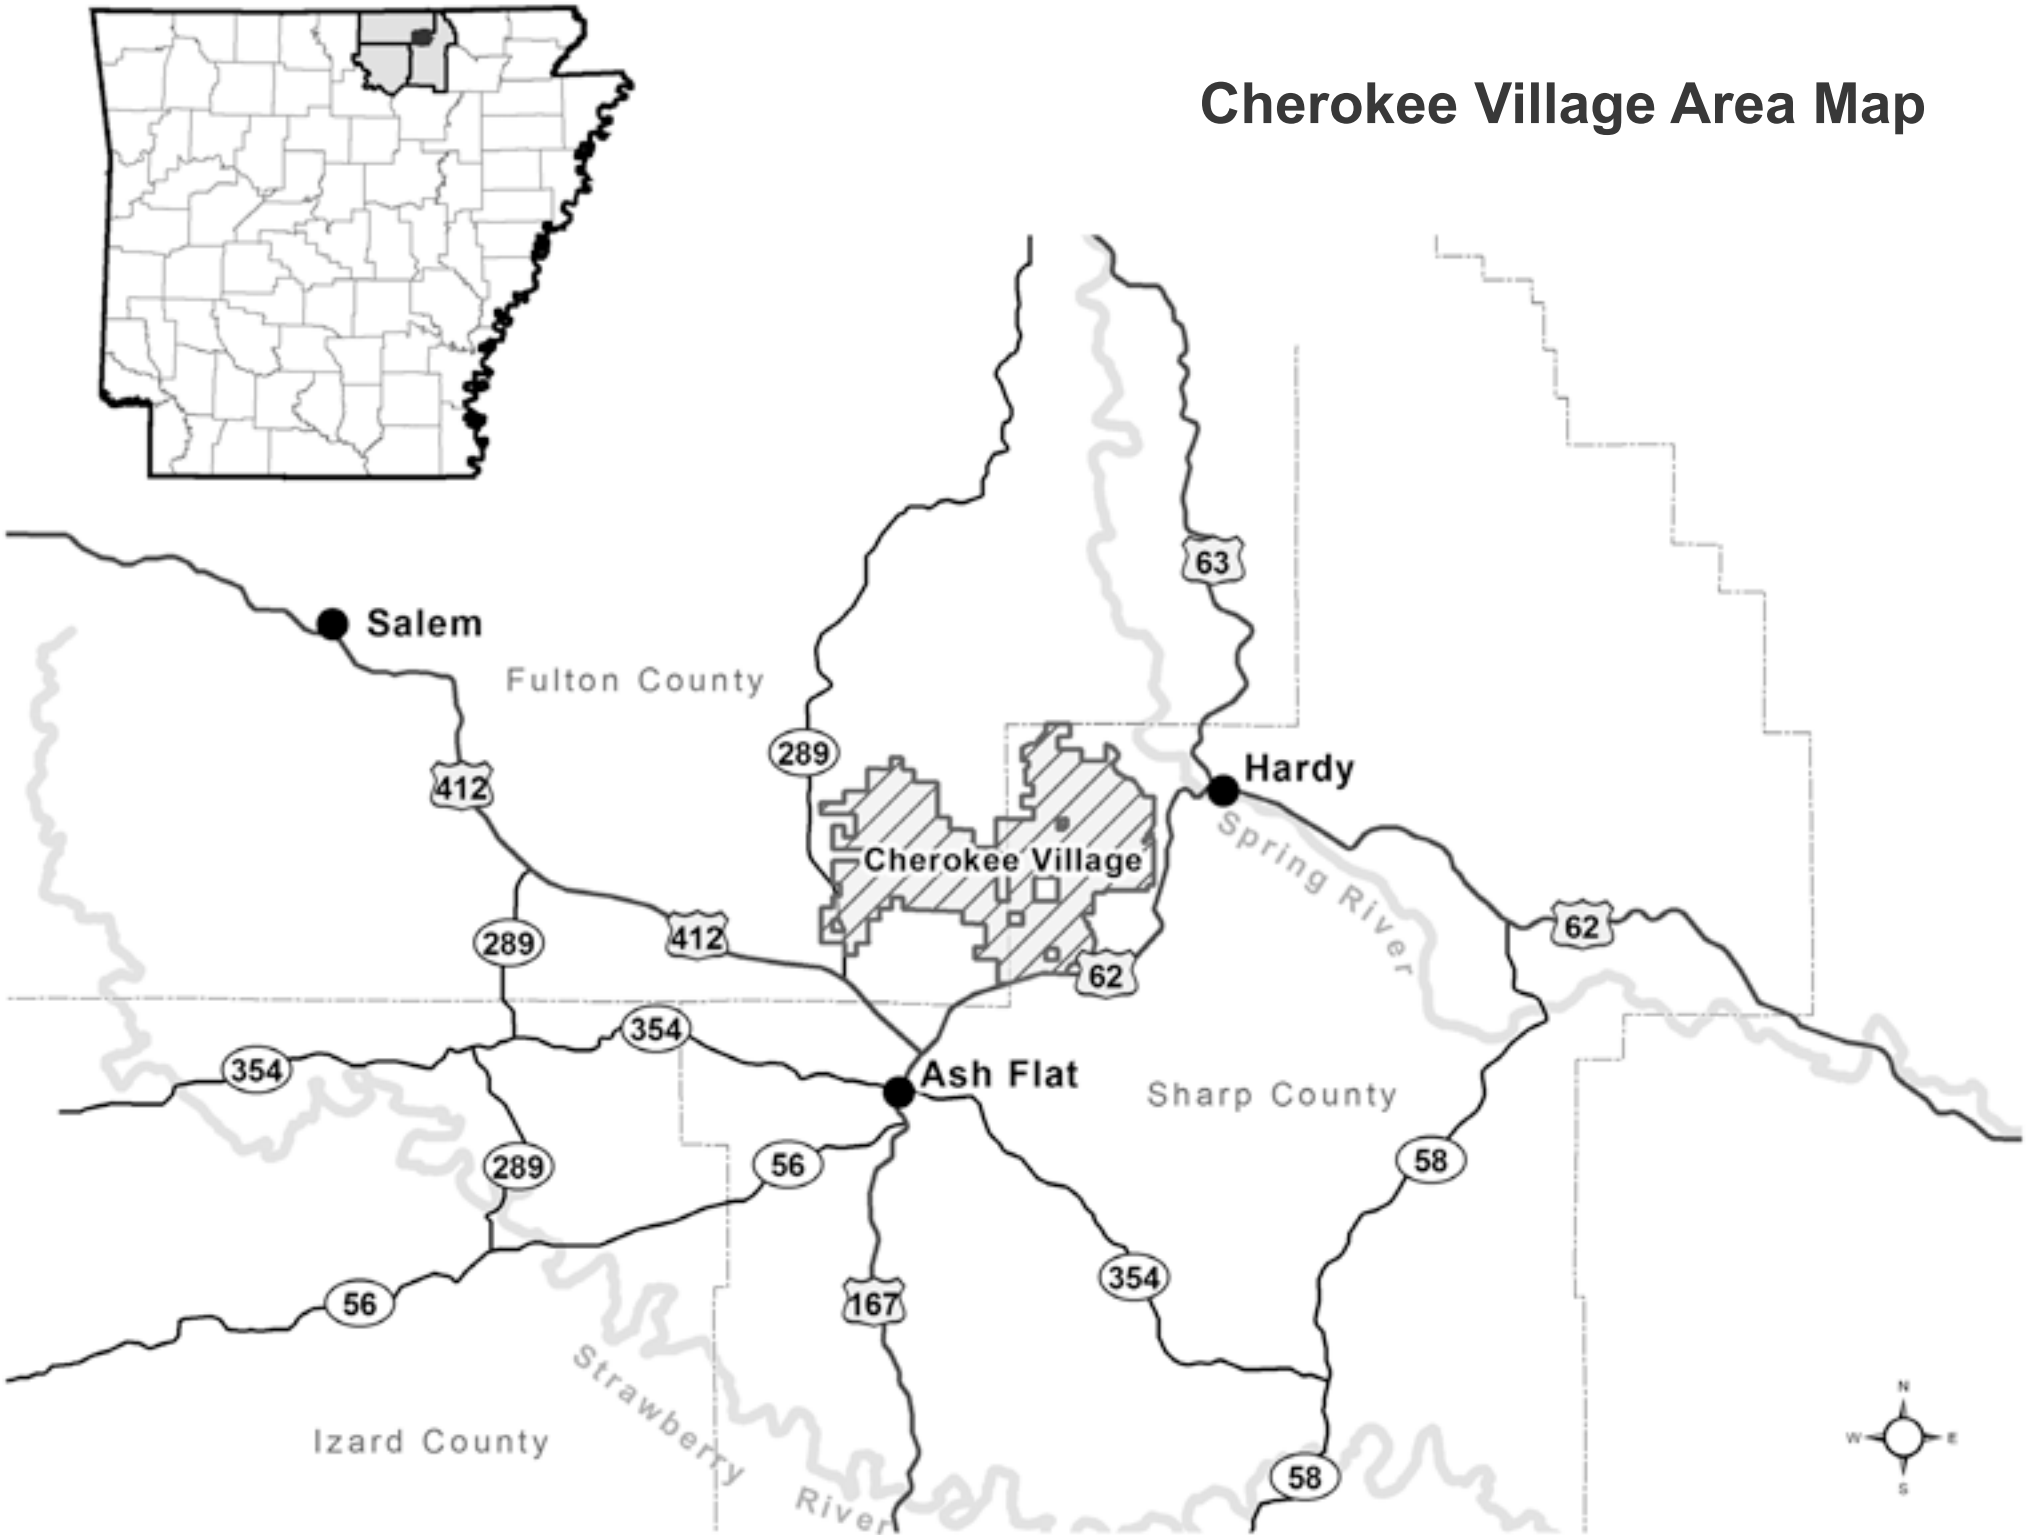 Cherokee Village Area Map
63
Salem
Fulton County
289
Hardy
412
Spring River
Cherokee Village
62
412
289
62
354
354
Ash Flat
Sharp County
289
56
58
354
56
167
Strawberry River
Izard County
58
N
W E
S